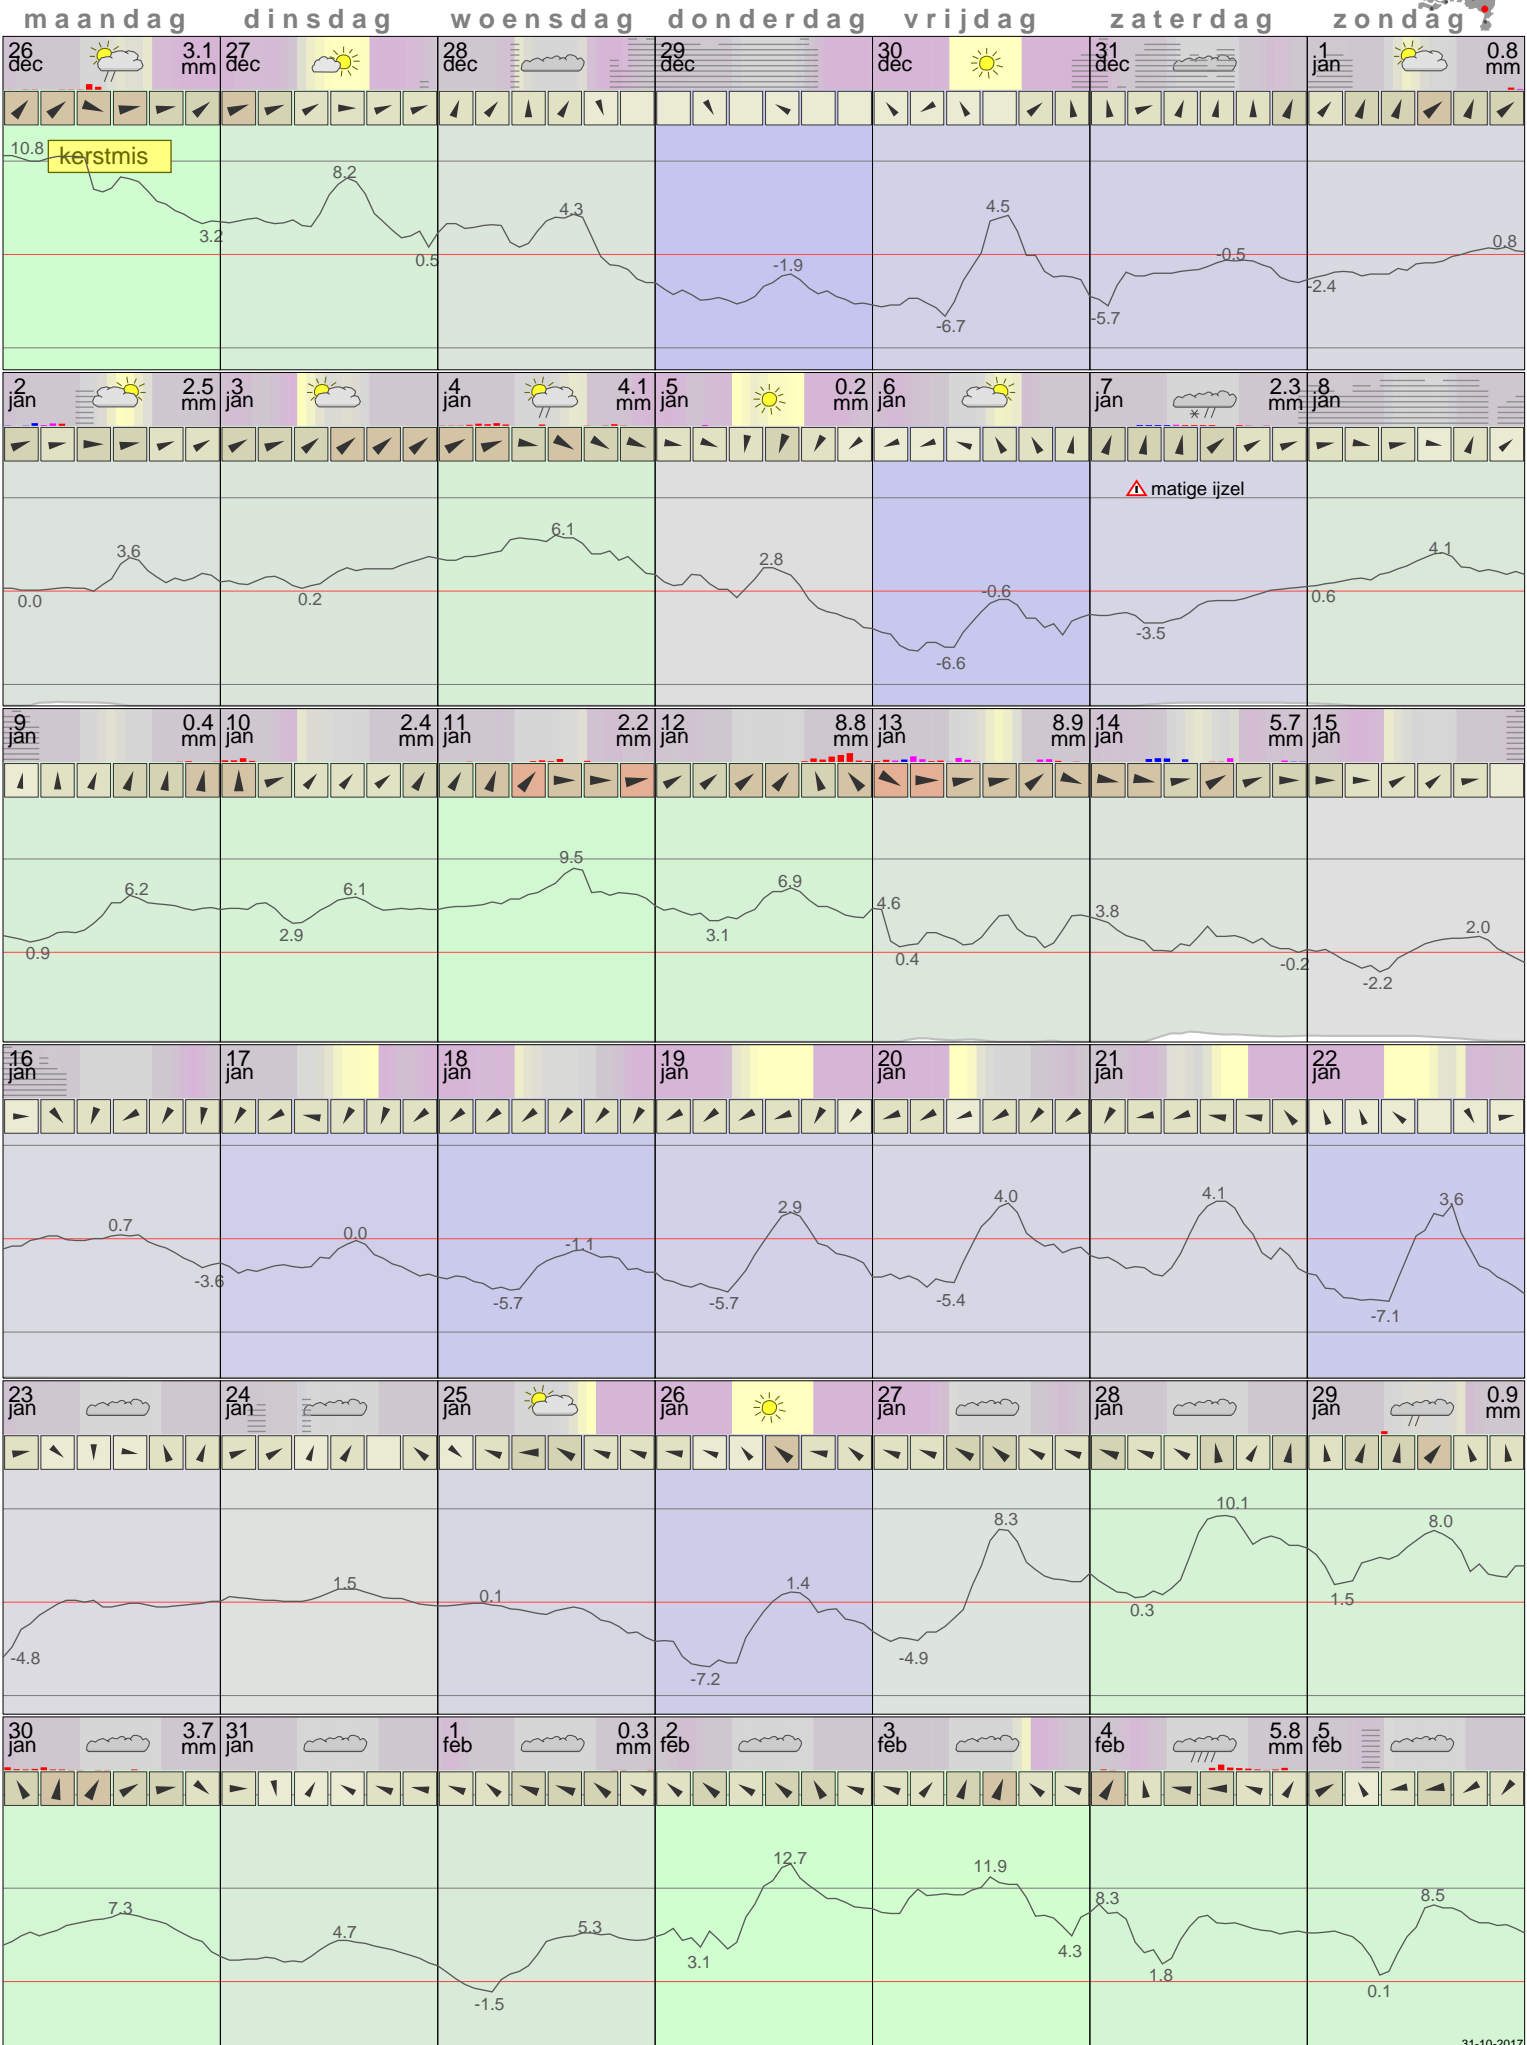 maandag dinsdag woensdag donderdag vrijdag zaterdag zondag
26 dec 3.1 mm 27 dec 28 dec 29 dec 30 dec 31 dec 1 jan 0.8 mm
kerstmis
10.8 3.2 8.2 0.5 4.3 -1.9 -6.7 4.5 -5.7 -0.5 -2.4 0.8
2 jan 2.5 mm 3 jan 4 jan 4.1 mm 5 jan 0.2 mm 6 jan 7 jan 2.3 mm 8 jan
matige ijzel
0.0 3.6 0.2 6.1 2.8 -6.6 -0.6 -3.5 0.6 4.1
9 jan 0.4 mm 10 jan 2.4 mm 11 jan 2.2 mm 12 jan 8.8 mm 13 jan 8.9 mm 14 jan 5.7 mm 15 jan
0.9 6.2 2.9 6.1 9.5 3.1 6.9 4.6 0.4 3.8 -0.2 -2.2 2.0
16 jan 17 jan 18 jan 19 jan 20 jan 21 jan 22 jan
0.7 -3.6 0.0 -5.7 -1.1 -5.7 2.9 -5.4 4.0 4.1 -7.1 3.6
23 jan 24 jan 25 jan 26 jan 27 jan 28 jan 29 jan 0.9 mm
-4.8 1.5 0.1 -7.2 1.4 -4.9 8.3 0.3 10.1 1.5 8.0
30 jan 3.7 mm 31 jan 1 feb 0.3 mm 2 feb 3 feb 4 feb 5.8 mm 5 feb
7.3 4.7 -1.5 5.3 3.1 12.7 11.9 4.3 8.3 1.8 0.1 8.5
31-10-2017